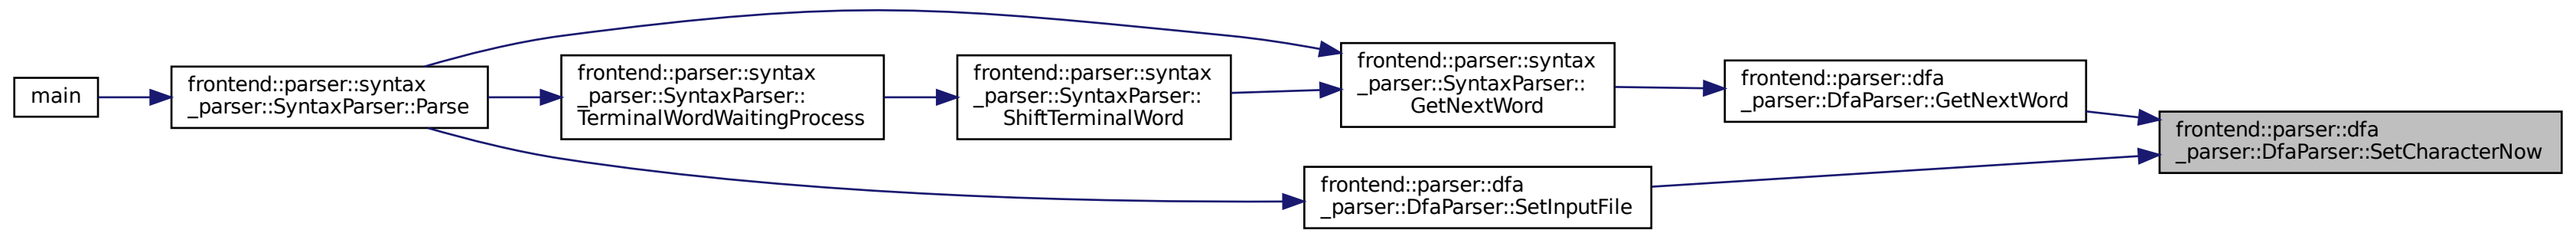 main
frontend::parser::syntax
_parser::SyntaxParser::Parse
frontend::parser::syntax
_parser::SyntaxParser::
TerminalWordWaitingProcess
frontend::parser::syntax
_parser::SyntaxParser::
ShiftTerminalWord
frontend::parser::syntax
_parser::SyntaxParser::
GetNextWord
frontend::parser::dfa
_parser::DfaParser::SetInputFile
frontend::parser::dfa
_parser::DfaParser::GetNextWord
frontend::parser::dfa
_parser::DfaParser::SetCharacterNow